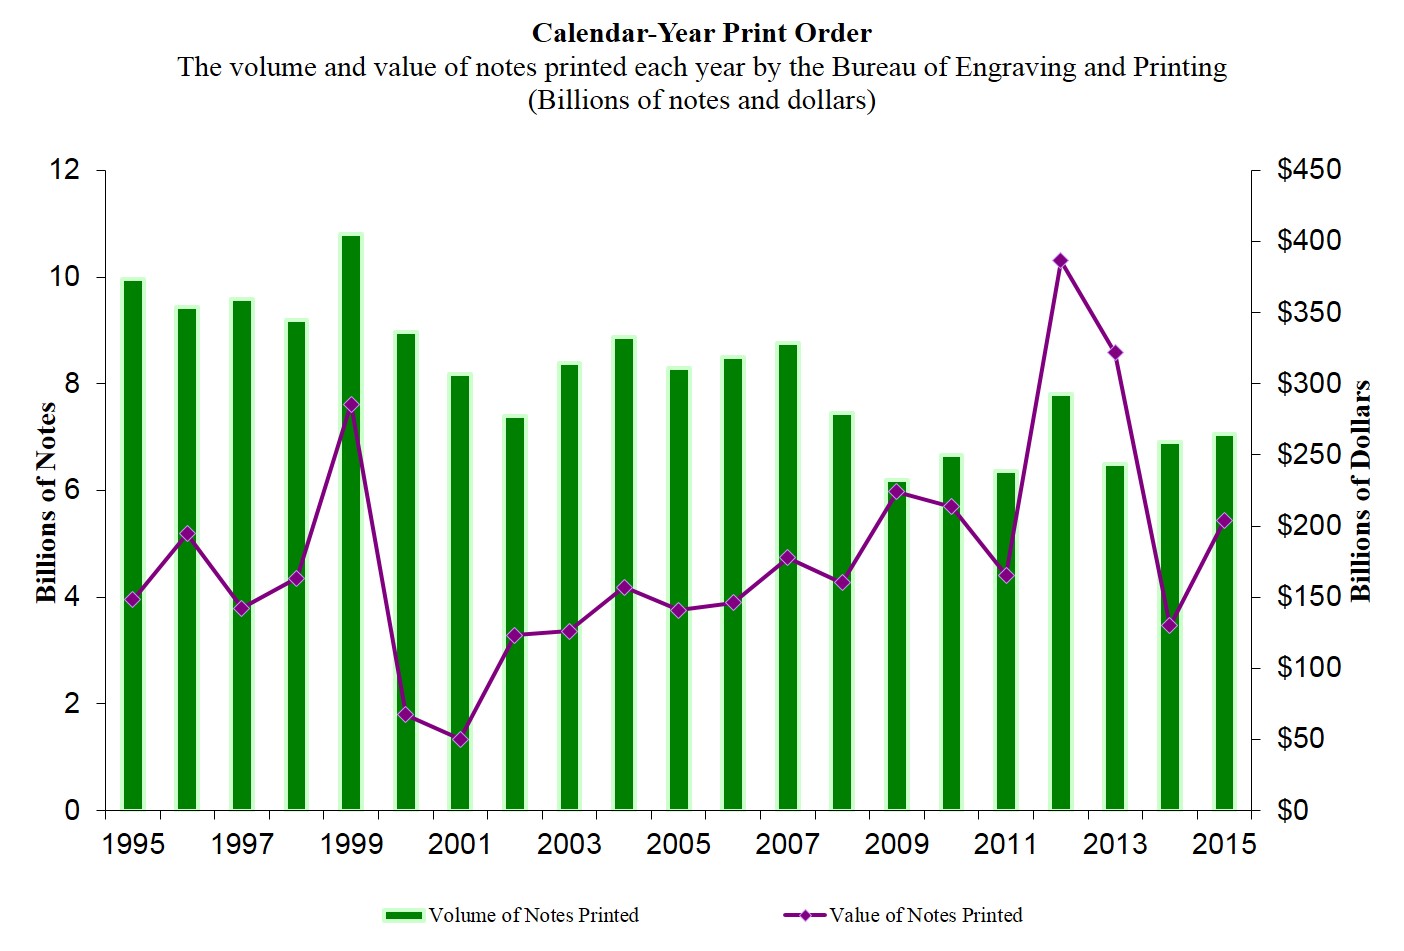 Calendar-Year Print Order
The volume and value of notes printed each year by the Bureau of Engraving and Printing
(Billions of notes and dollars)
12
10
8
6
4
2
0
Billions of Notes
$450
$400
$350
$300
$250
$200
$150
$100
$50
$0
Billions of Dollars
1995 1997 1999 2001 2003 2005 2007 2009 2011 2013 2015
Volume of Notes Printed
Value of Notes Printed